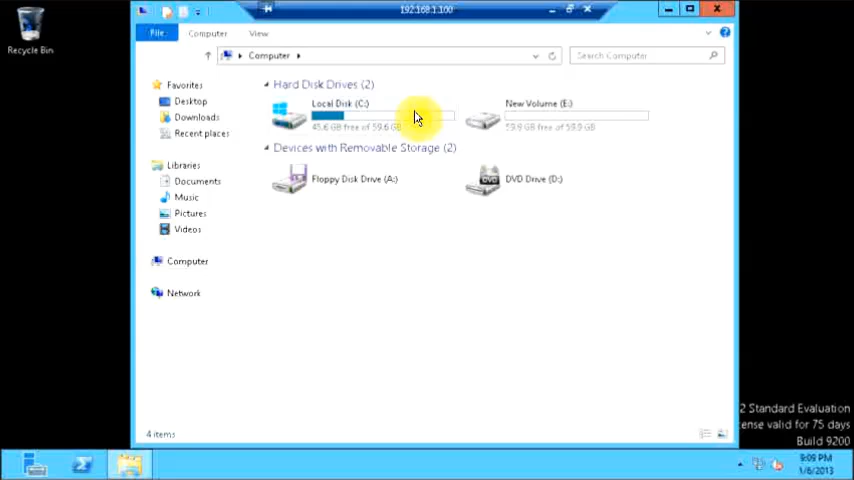 192.168.1.100
Recycle Bin
File Computer View
Computer
Search Computer
Favorites
Desktop
Downloads
Recent places
Libraries
Documents
Music
Pictures
Videos
Computer
Network
Hard Disk Drives (2)
Local Disk (C:)
45.6 GB free of 59.6 GB
New Volume (E:)
59.9 GB free of 59.9 GB
Devices with Removable Storage (2)
Floppy Disk Drive (A:)
DVD
DVD Drive (D:)
4 items
2 Standard Evaluation
ense valid for 75 days
Build 9200
9:09 PM
1/6/2013